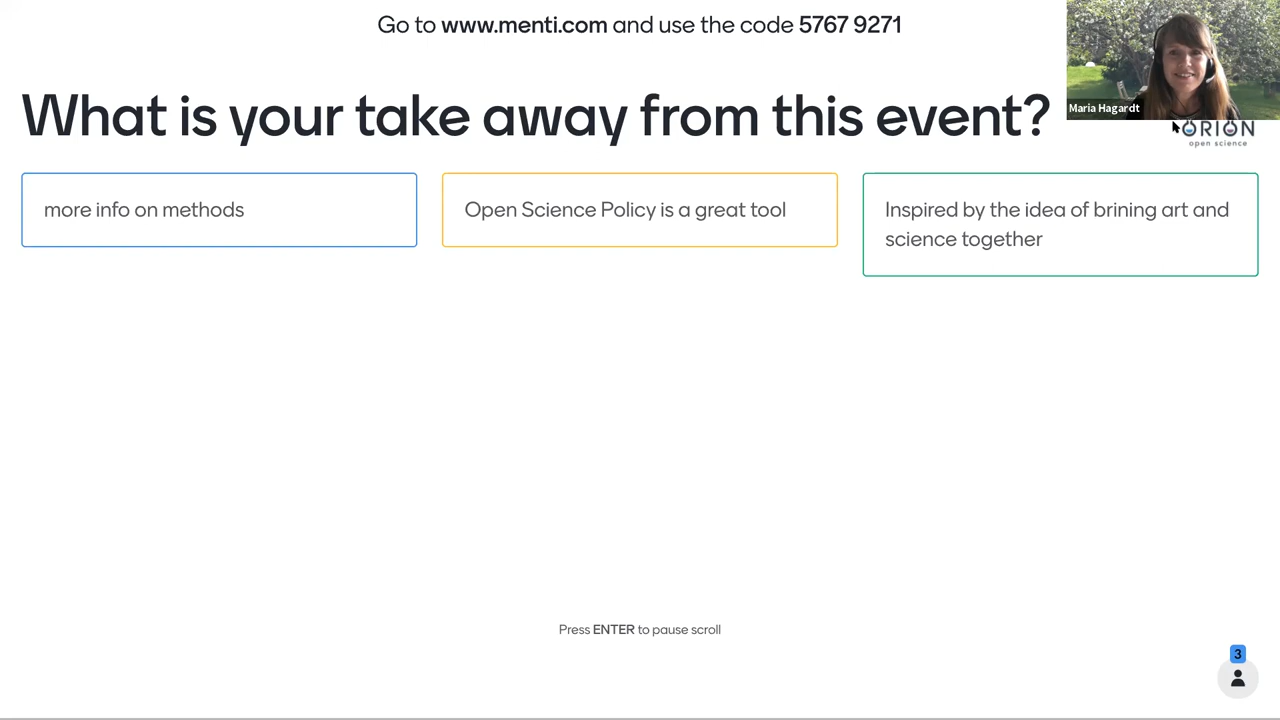 Go to www.menti.com and use the code 5767 9271
Maria Hagardt
What is your take away from this event?
ORION
open science
more info on methods
Open Science Policy is a great tool
Inspired by the idea of brining art and
science together
Press ENTER to pause scroll
3